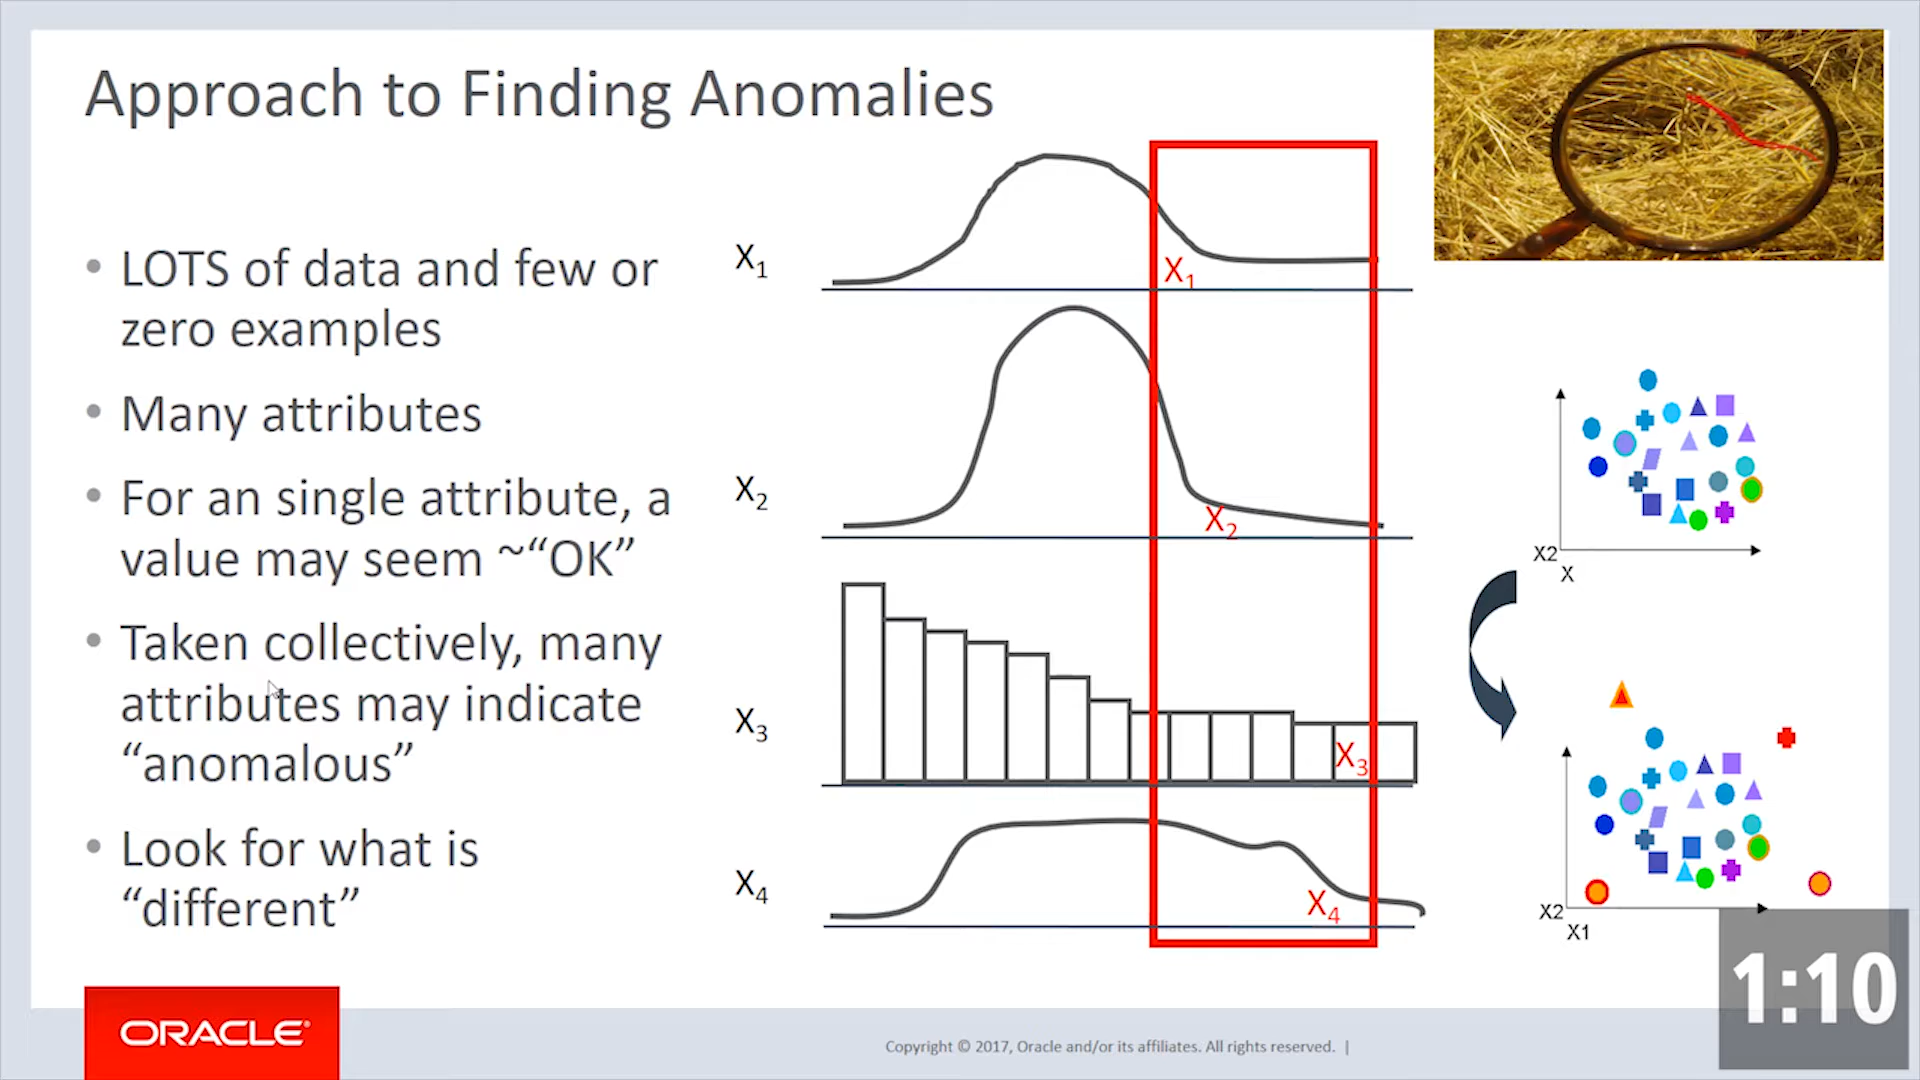 Approach to Finding Anomalies
• LOTS of data and few or
zero examples
• Many attributes
• For an single attribute, a
value may seem ~“OK”
• Taken collectively, many
attributes may indicate
“anomalous”
• Look for what is
“different”
X1
X1
X2
X2
X3
X3
X4
X4
X2
X
X2
X1
1:10
ORACLE®
Copyright © 2017, Oracle and/or its affiliates. All rights reserved. |